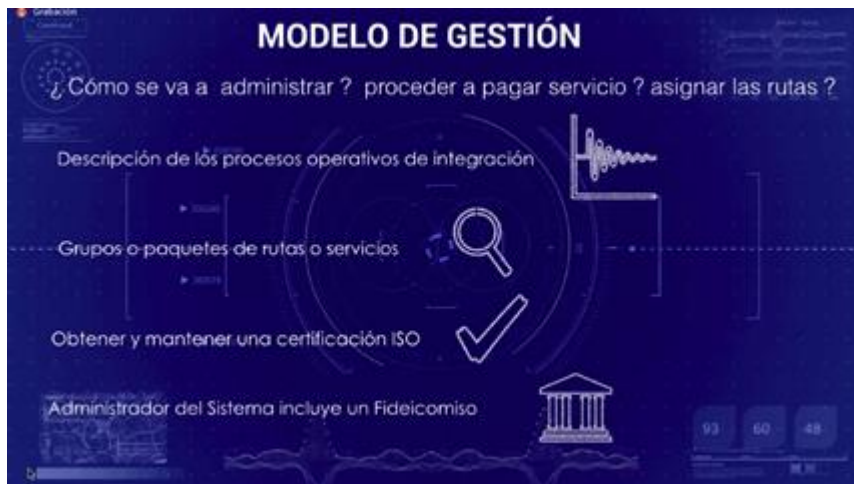 Grabación
MODELO DE GESTIÓN
¿ Cómo se va a administrar ? proceder a pagar servicio ? asignar las rutas ?
Descripción de los procesos operativos de integración
Grupos o paquetes de rutas o servicios
Obtener y mantener una certificación ISO
Administrador del Sistema incluye un Fideicomiso
93 60 48